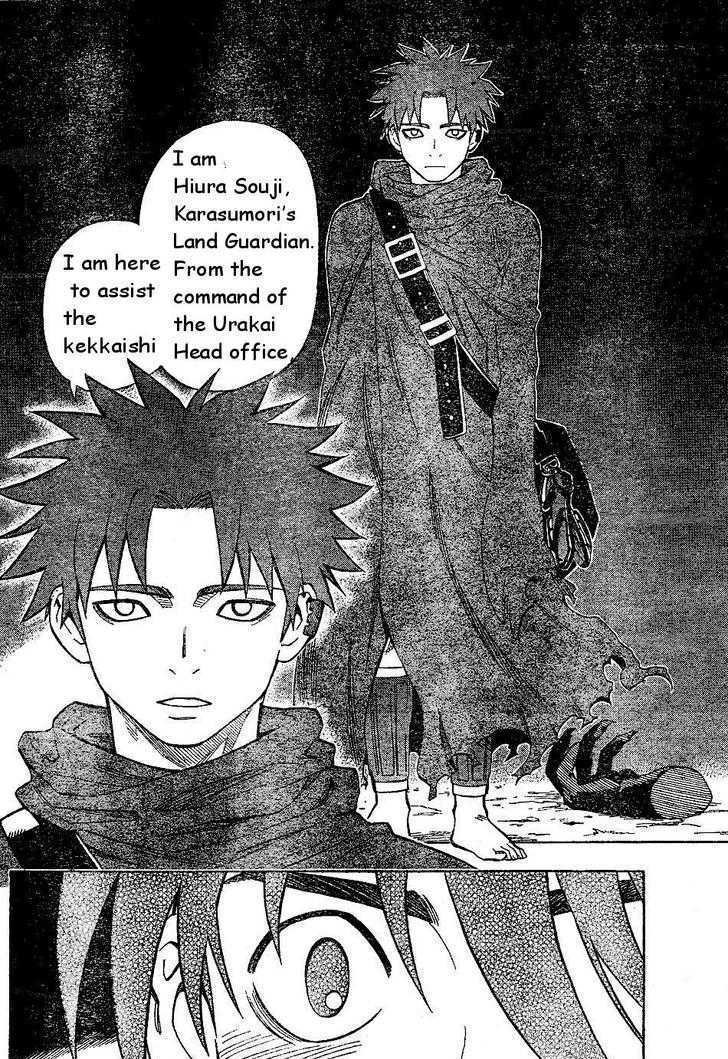 I am
Hiura Souji,
Karasumori's
Land Guardian.
From the
command of
the Urakai
Head office,
I am here
to assist
the
kekkaishi